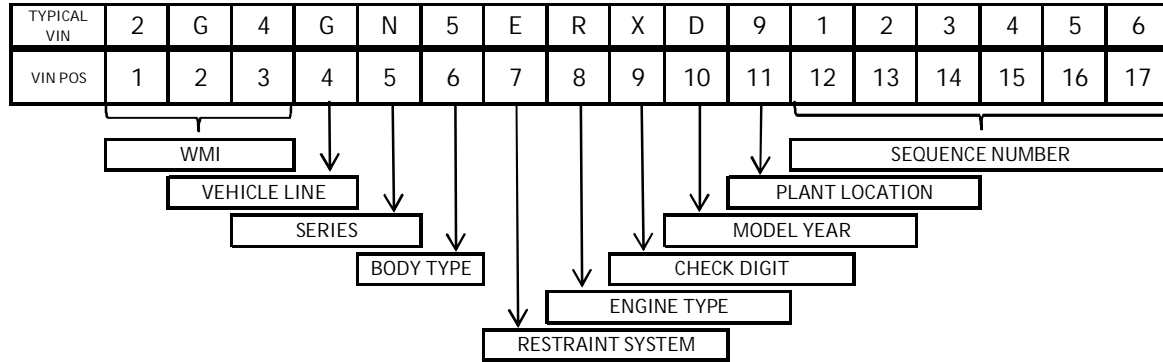 TYPICAL VIN 2 G 4 G N 5 E R X D 9 1 2 3 4 5 6
VIN POS 1 2 3 4 5 6 7 8 9 10 11 12 13 14 15 16 17
WMI SEQUENCE NUMBER
VEHICLE LINE PLANT LOCATION
SERIES MODEL YEAR
BODY TYPE CHECK DIGIT
ENGINE TYPE
RESTRAINT SYSTEM